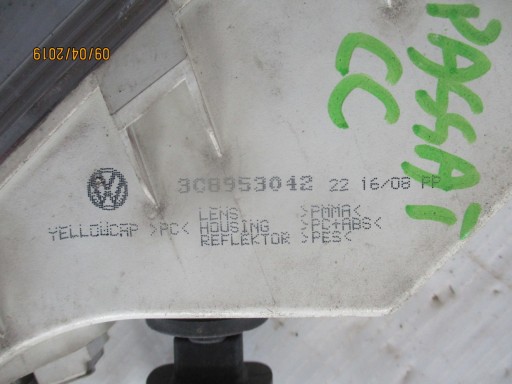 09/04/2019
PASSAT
CC
3C8953042 22 16/08 PP
LENS >PMMA<
YELLOWCAP >PC< HOUSING >PC+ABS<
REFLEKTOR >PES<